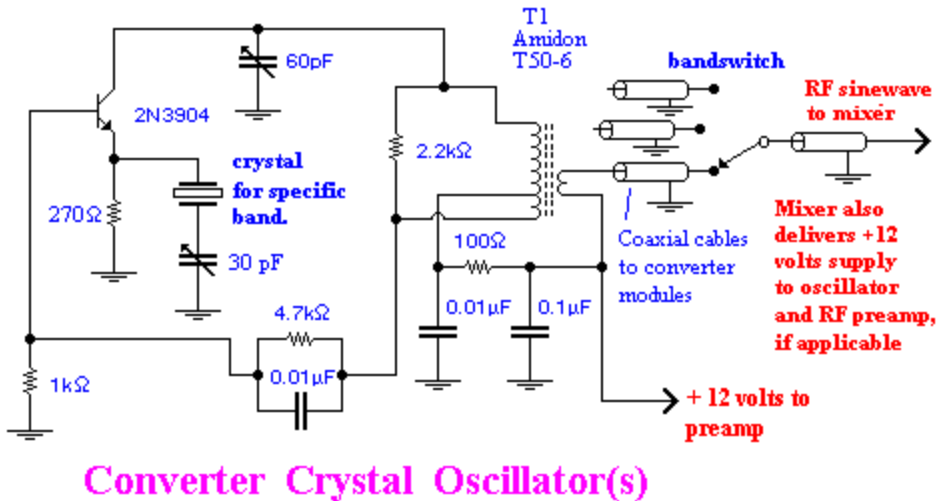 T1
Amidon
T50-6
60pF
bandswitch
RF sinewave
to mixer
2N3904
2.2kΩ
crystal
for specific
band.
270Ω
30 pF
100Ω
Coaxial cables
to converter
modules
Mixer also
delivers +12
volts supply
to oscillator
and RF preamp,
if applicable
0.01µF
0.1µF
4.7kΩ
0.01µF
1kΩ
+ 12 volts to
preamp
Converter Crystal Oscillator(s)